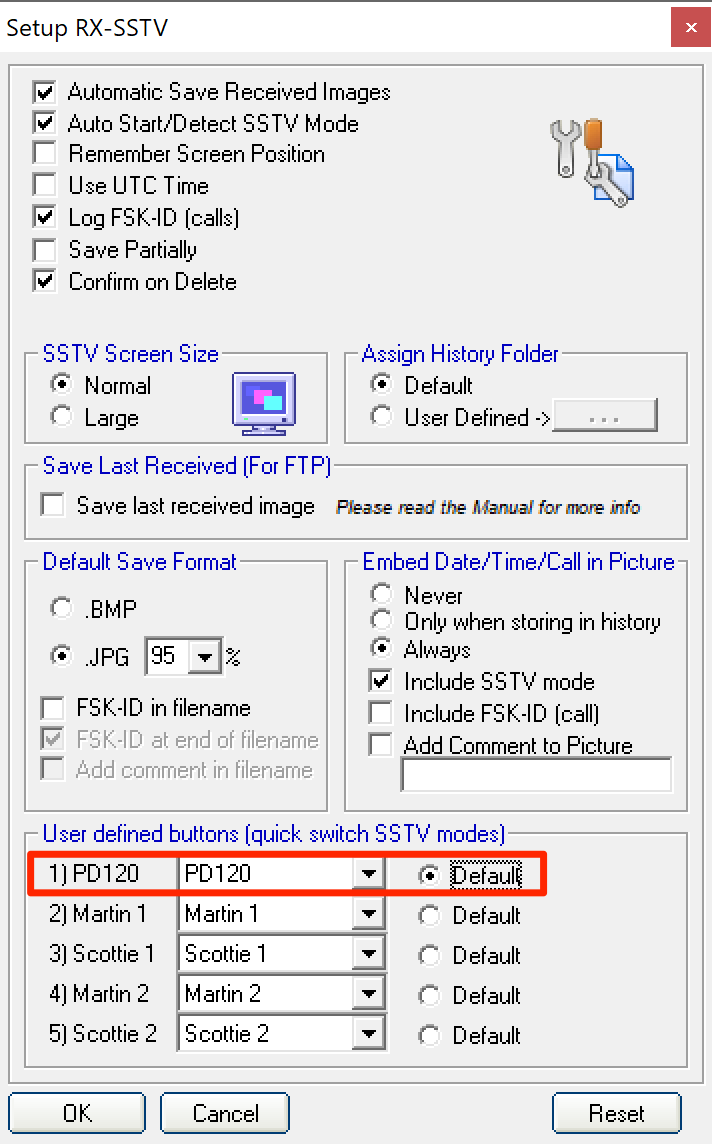 Setup RX-SSTV
Automatic Save Received Images
Auto Start/Detect SSTV Mode
Remember Screen Position
Use UTC Time
Log FSK-ID (calls)
Save Partially
Confirm on Delete
SSTV Screen Size
Normal
Large
Assign History Folder
Default
User Defined -> ...
Save Last Received (For FTP)
Save last received image Please read the Manual for more info
Default Save Format
.BMP
.JPG 95 %
FSK-ID in filename
FSK-ID at end of filename
Add comment in filename
Embed Date/Time/Call in Picture
Never
Only when storing in history
Always
Include SSTV mode
Include FSK-ID (call)
Add Comment to Picture
User defined buttons (quick switch SSTV modes)
1) PD120 PD120 Default
2) Martin 1 Martin 1 Default
3) Scottie 1 Scottie 1 Default
4) Martin 2 Martin 2 Default
5) Scottie 2 Scottie 2 Default
OK Cancel Reset